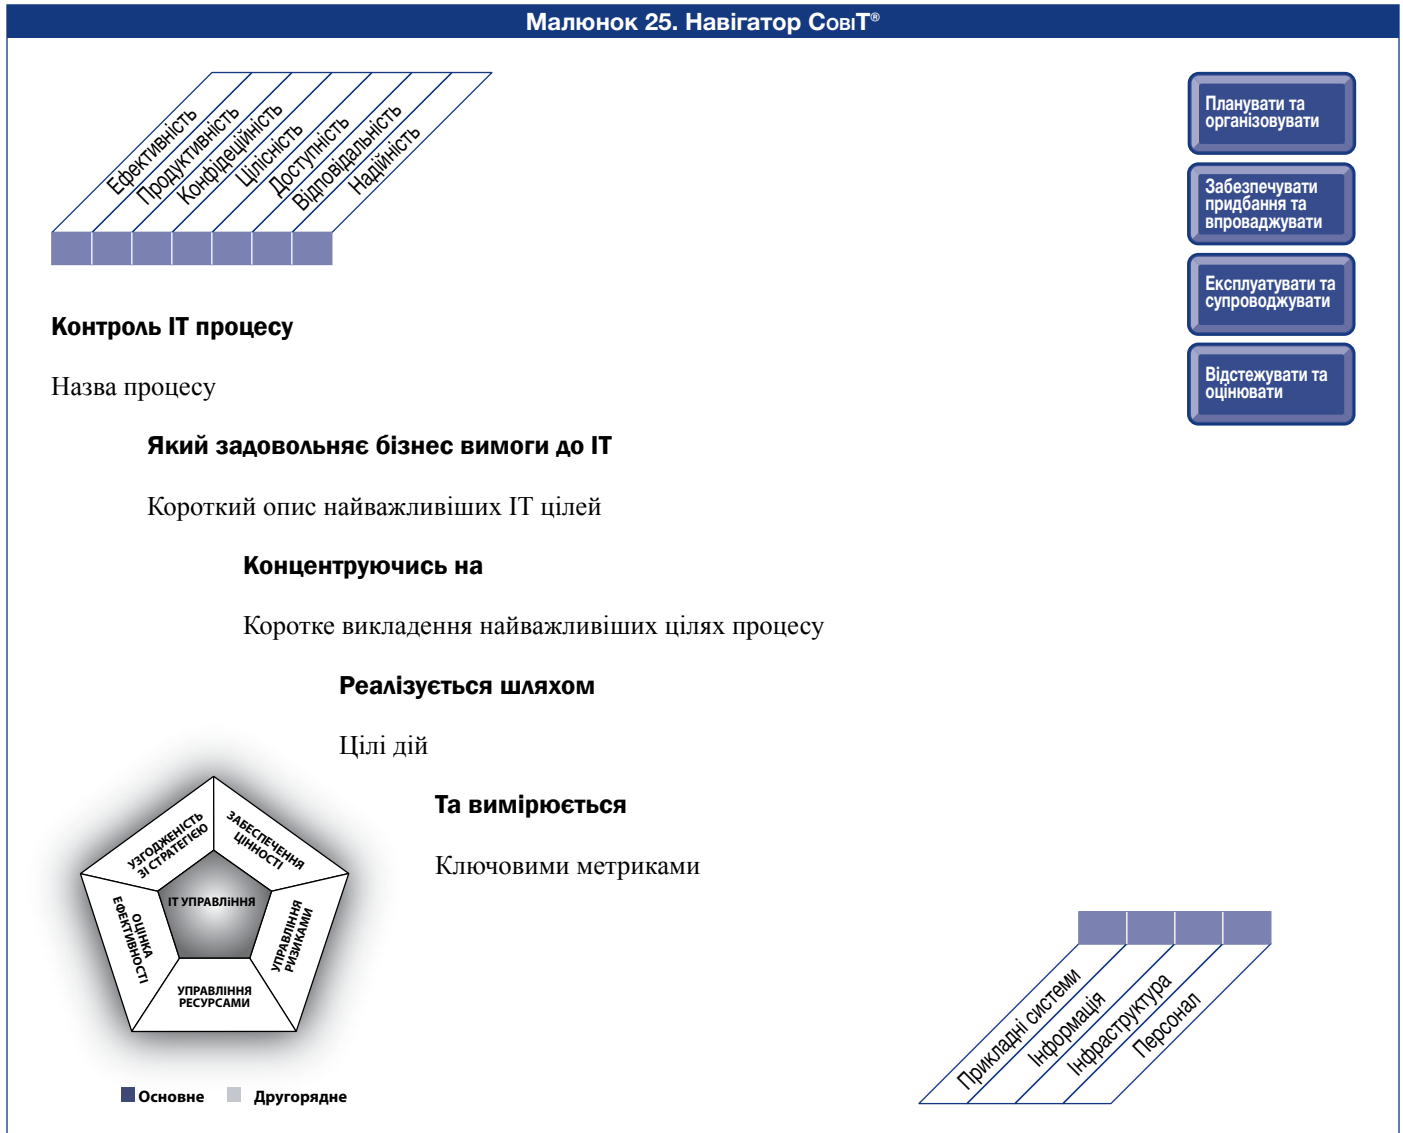 Малюнок 25. Навігатор CobiT®
Ефективність
Продуктивність
Конфідеційність
Цілісність
Доступність
Відповідальність
Надійність
Планувати та
організовувати
Забезпечувати
придбання та
впроваджувати
Експлуатувати та
супроводжувати
Відстежувати та
оцінювати
Контроль ІТ процесу
Назва процесу
Який задовольняє бізнес вимоги до ІТ
Короткий опис найважливіших ІТ цілей
Концентруючись на
Коротке викладення найважливіших цілях процесу
Реалізується шляхом
Цілі дій
Та вимірюється
Ключовими метриками
УЗГОДЖЕНІСТЬ
ЗІ СТРАТЕГІЄЮ
ЗАБЕСПЕЧЕННЯ
ЦІННОСТІ
ІТ УПРАВЛіННЯ
ОЦІНКА
ЕФЕКТИВНОСТІ
УПРАВЛІННЯ
РИЗИКАМИ
УПРАВЛІННЯ
РЕСУРСАМИ
Основне Другорядне
Прикладні системи
Інформація
Інфраструктура
Персонал